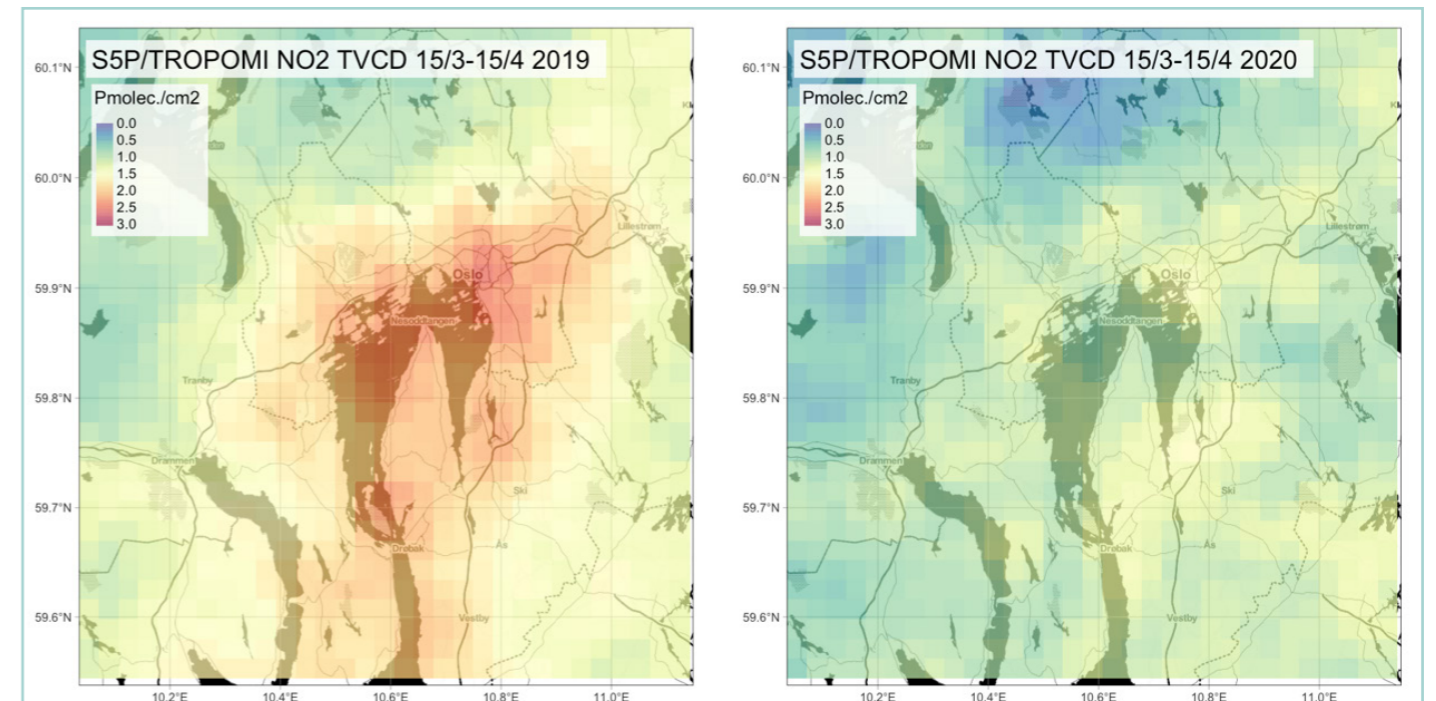 S5P/TROPOMI NO2 TVCD 15/3-15/4 2019
Pmolec./cm2
0.0
0.5
1.0
1.5
2.0
2.5
3.0
60.1°N
60.0°N
59.9°N
59.8°N
59.7°N
59.6°N
Lillestrøm
Oslo
Nesoddtangen
Tranby
Drammen
Ski
Drøbak
Ås
Vestby
10.2°E
10.4°E
10.6°E
10.8°E
11.0°E
S5P/TROPOMI NO2 TVCD 15/3-15/4 2020
Pmolec./cm2
0.0
0.5
1.0
1.5
2.0
2.5
3.0
60.1°N
60.0°N
59.9°N
59.8°N
59.7°N
59.6°N
Lillestrøm
Oslo
Nesoddtangen
Tranby
Drammen
Ski
Drøbak
Ås
Vestby
10.2°E
10.4°E
10.6°E
10.8°E
11.0°E